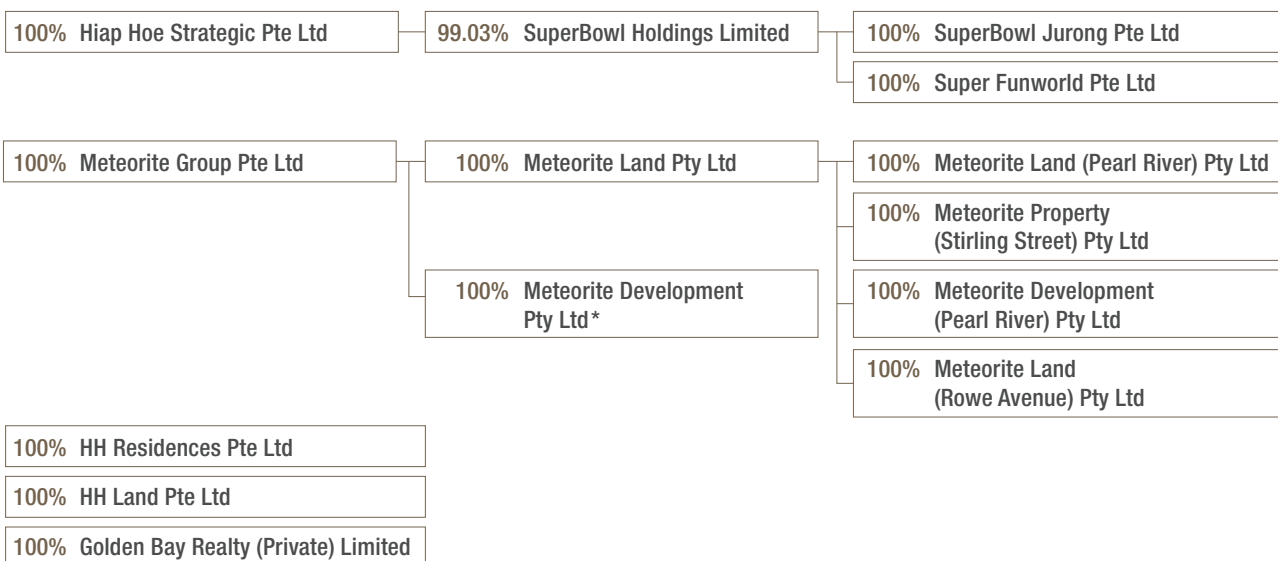 100% Hiap Hoe Strategic Pte Ltd
99.03% SuperBowl Holdings Limited
100% SuperBowl Jurong Pte Ltd
100% Super Funworld Pte Ltd
100% Meteorite Group Pte Ltd
100% Meteorite Land Pty Ltd
100% Meteorite Land (Pearl River) Pty Ltd
100% Meteorite Property
(Stirling Street) Pty Ltd
100% Meteorite Development
Pty Ltd*
100% Meteorite Development
(Pearl River) Pty Ltd
100% Meteorite Land
(Rowe Avenue) Pty Ltd
100% HH Residences Pte Ltd
100% HH Land Pte Ltd
100% Golden Bay Realty (Private) Limited